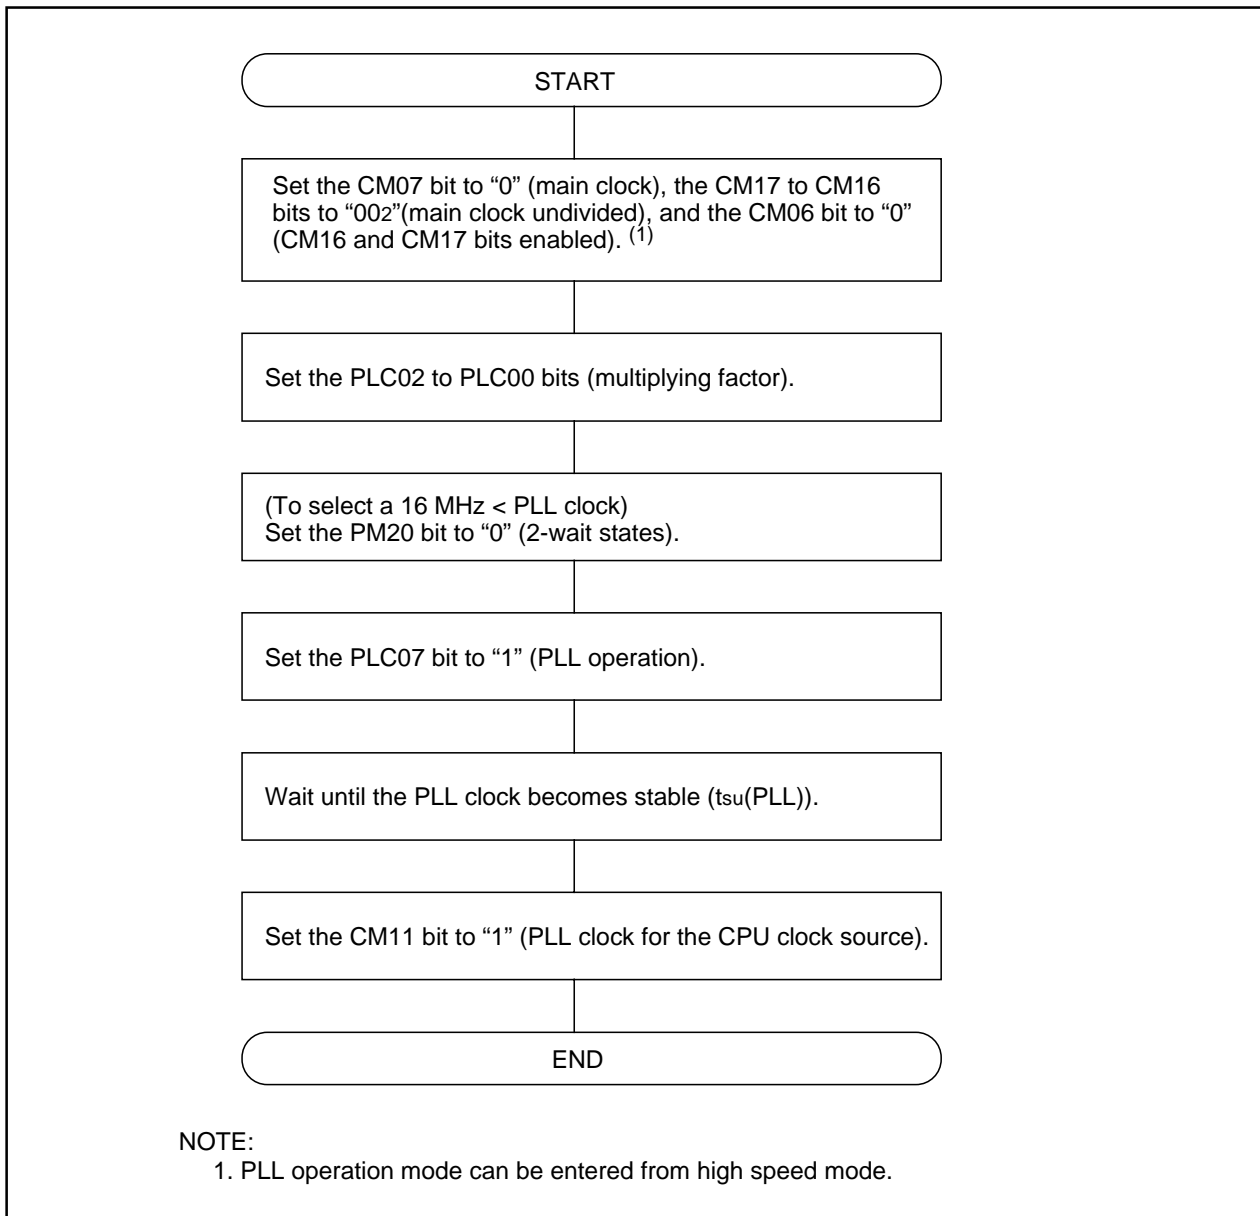 START
Set the CM07 bit to “0” (main clock), the CM17 to CM16
bits to “002”(main clock undivided), and the CM06 bit to “0”
(CM16 and CM17 bits enabled). (1)
Set the PLC02 to PLC00 bits (multiplying factor).
(To select a 16 MHz < PLL clock)
Set the PM20 bit to “0” (2-wait states).
Set the PLC07 bit to “1” (PLL operation).
Wait until the PLL clock becomes stable (tsu(PLL)).
Set the CM11 bit to “1” (PLL clock for the CPU clock source).
END
NOTE:
1. PLL operation mode can be entered from high speed mode.